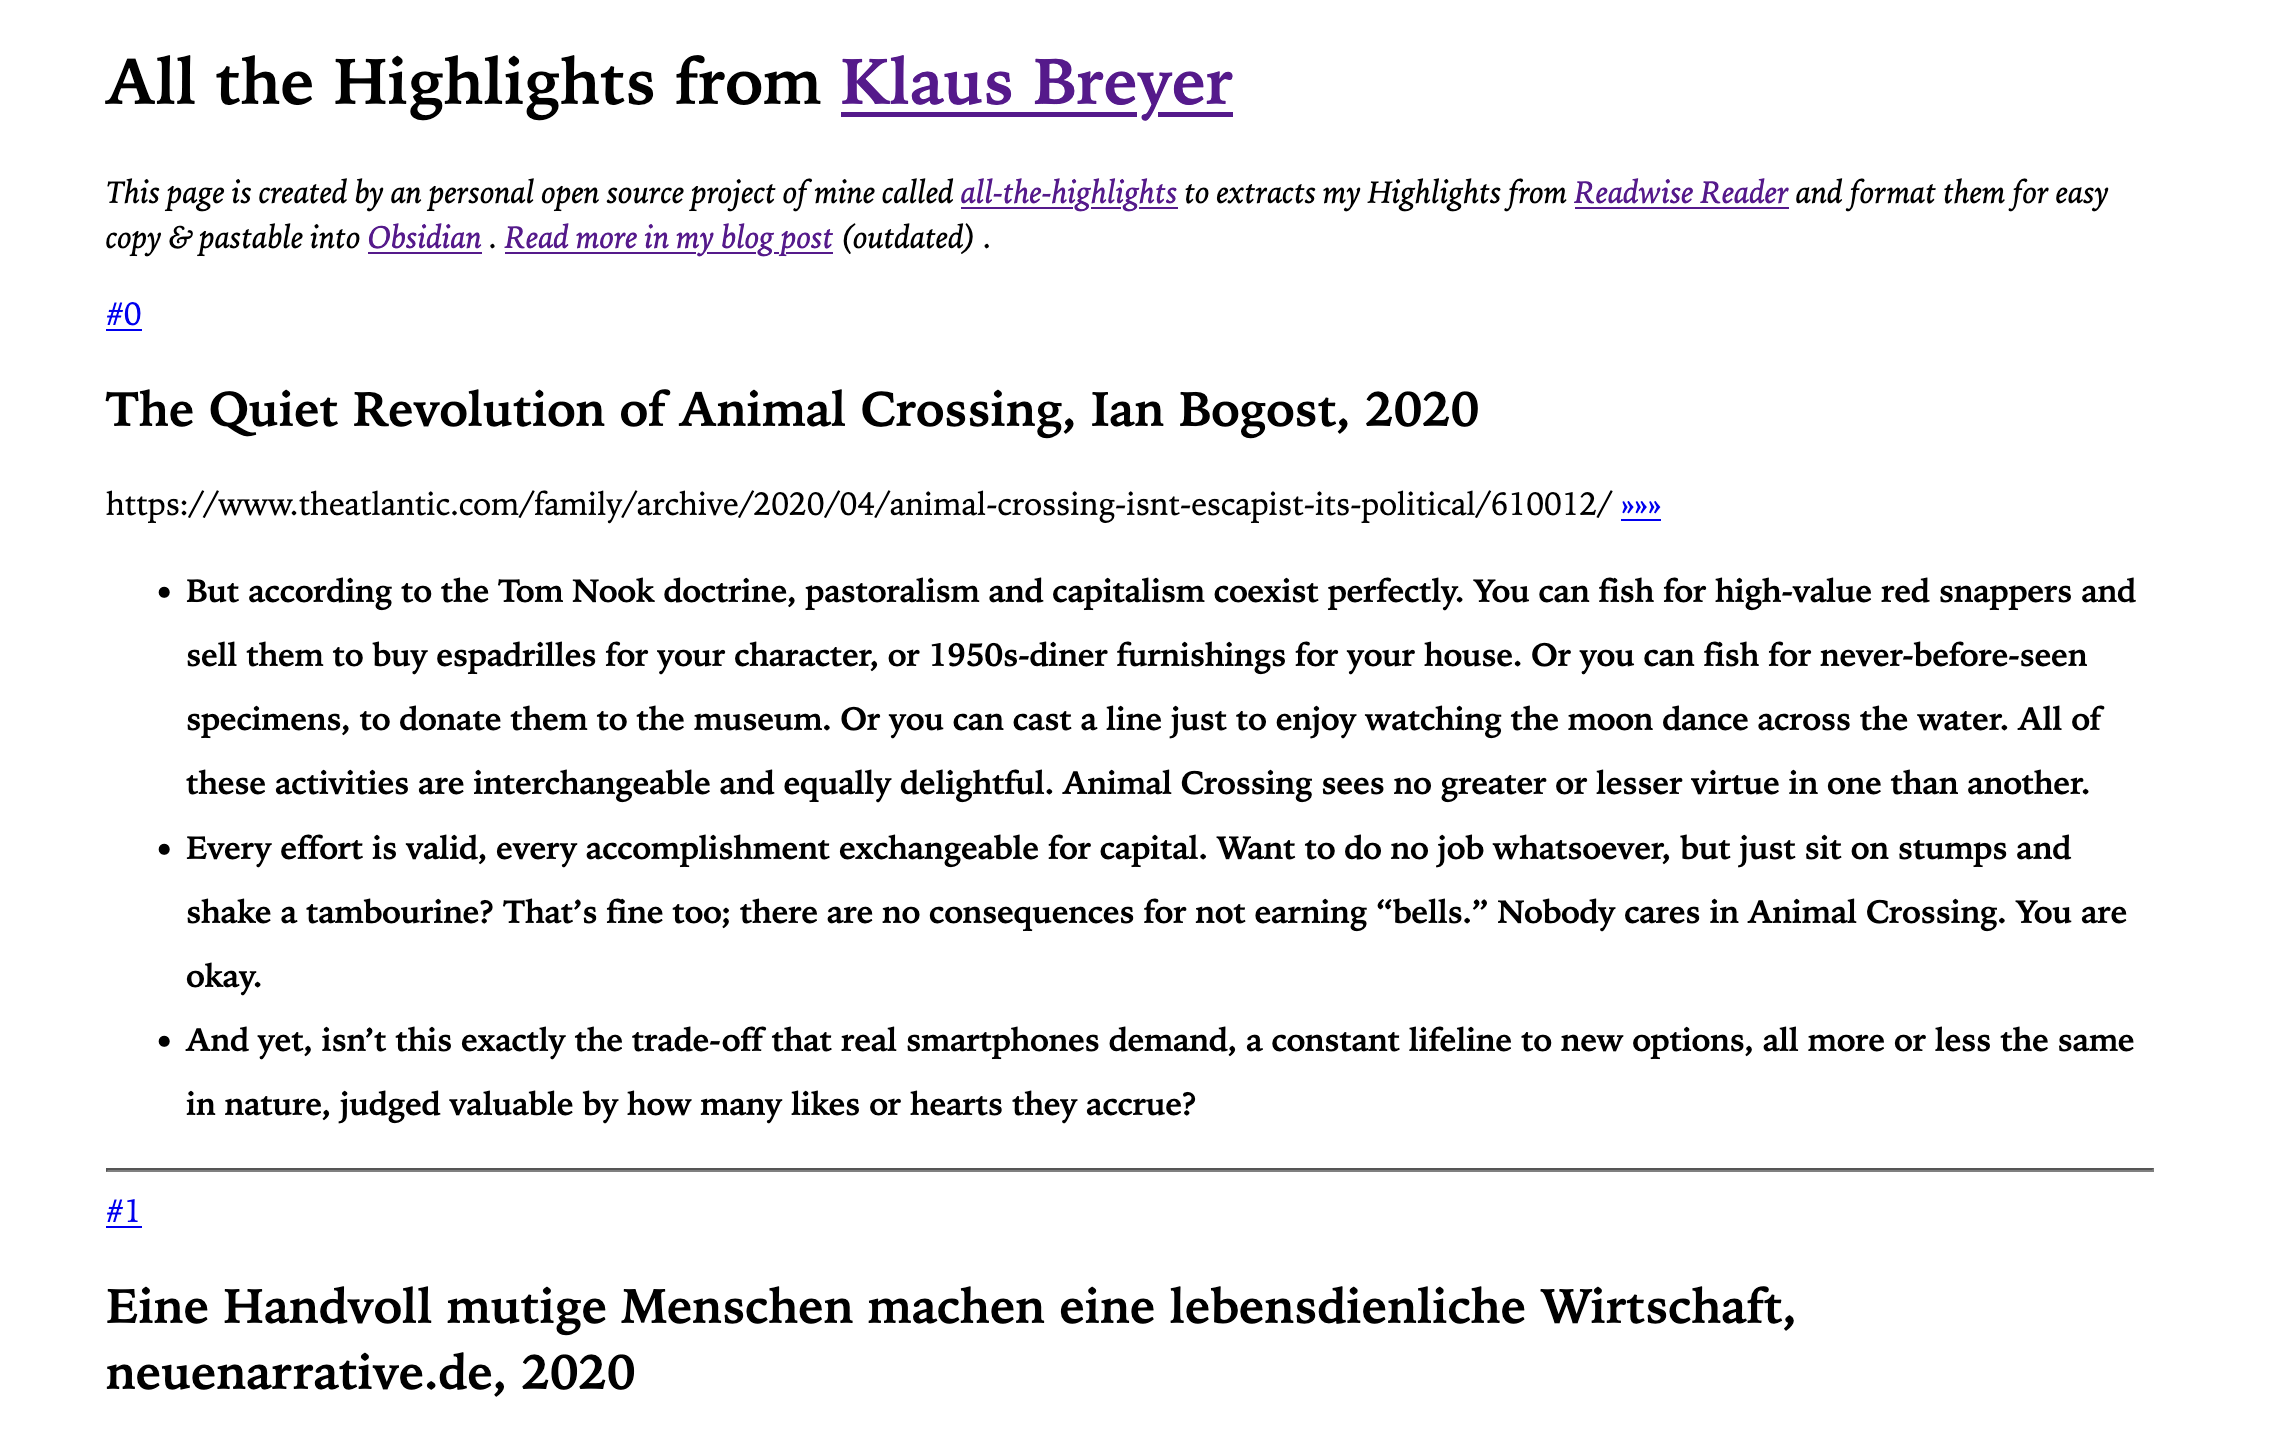 All the Highlights from Klaus Breyer
This page is created by an personal open source project of mine called all-the-highlights to extracts my Highlights from Readwise Reader and format them for easy
copy & pastable into Obsidian . Read more in my blog post (outdated) .
#0
The Quiet Revolution of Animal Crossing, Ian Bogost, 2020
https://www.theatlantic.com/family/archive/2020/04/animal-crossing-isnt-escapist-its-political/610012/ »»»
• But according to the Tom Nook doctrine, pastoralism and capitalism coexist perfectly. You can fish for high-value red snappers and
sell them to buy espadrilles for your character, or 1950s-diner furnishings for your house. Or you can fish for never-before-seen
specimens, to donate them to the museum. Or you can cast a line just to enjoy watching the moon dance across the water. All of
these activities are interchangeable and equally delightful. Animal Crossing sees no greater or lesser virtue in one than another.
• Every effort is valid, every accomplishment exchangeable for capital. Want to do no job whatsoever, but just sit on stumps and
shake a tambourine? That’s fine too; there are no consequences for not earning “bells.” Nobody cares in Animal Crossing. You are
okay.
• And yet, isn’t this exactly the trade-off that real smartphones demand, a constant lifeline to new options, all more or less the same
in nature, judged valuable by how many likes or hearts they accrue?
#1
Eine Handvoll mutige Menschen machen eine lebensdienliche Wirtschaft,
neuenarrative.de, 2020